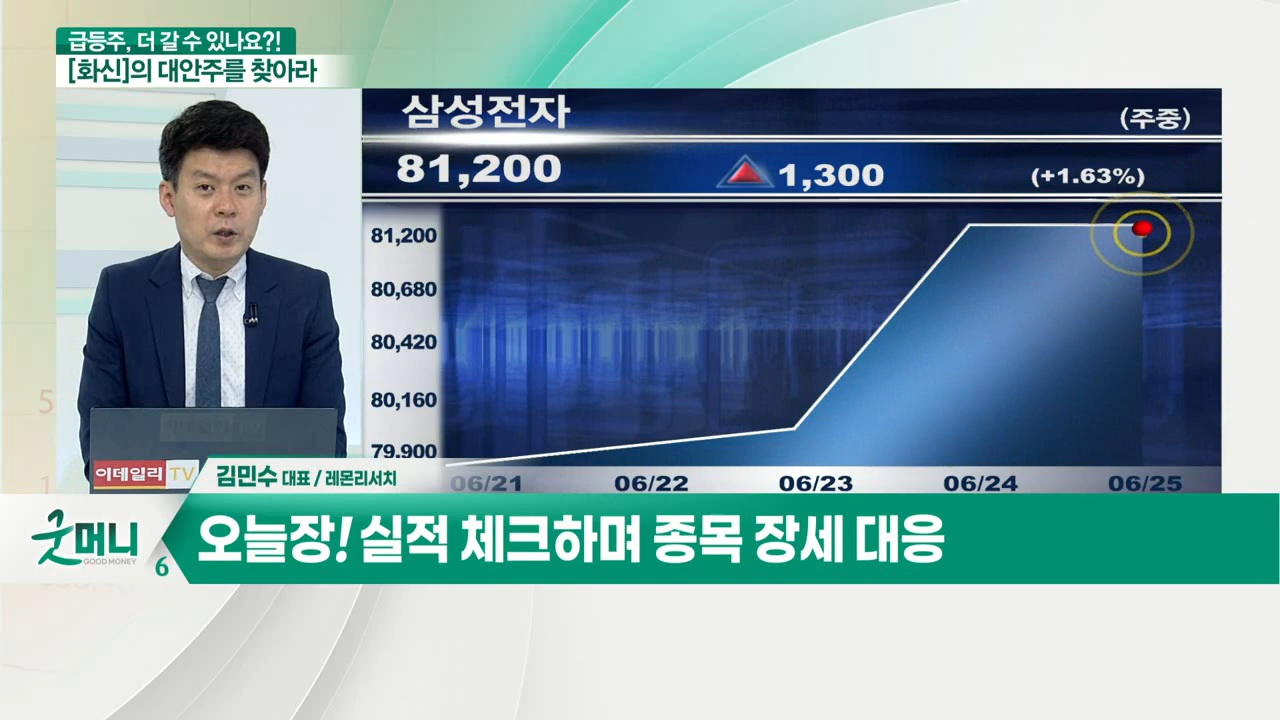 급등주, 더 갈 수 있나요?!
[화신]의 대안주를 찾아라
삼성전자
(주중)
81,200
1,300
(+1.63%)
81,200
80,680
80,420
80,160
79,900
06/21
06/22
06/23
06/24
06/25
이데일리 TV
김민수 대표 / 레몬리서치
굿머니
GOOD MONEY
6
오늘장! 실적 체크하며 종목 장세 대응
5
1